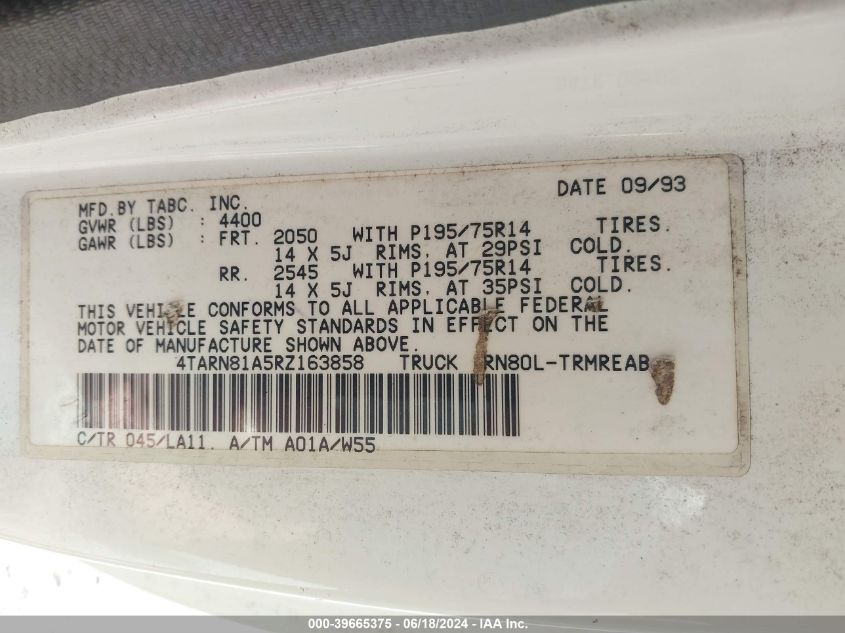 DATE 09/93
MFD.BY TABC. INC.
GVWR (LBS) : 4400
GAWR (LBS) : FRT. 2050 WITH P195/75R14 TIRES.
14 X 5J RIMS. AT 29PSI COLD.
RR. 2545 WITH P195/75R14 TIRES.
14 X 5J RIMS. AT 35PSI COLD.
THIS VEHICLE CONFORMS TO ALL APPLICABLE FEDERAL
MOTOR VEHICLE SAFETY STANDARDS IN EFFECT ON THE
DATE OF MANUFACTURE SHOWN ABOVE.
4TARN81A5RZ163858 TRUCK RN80L-TRMREAB
C/TR 045/LA11. A/TM A01A/W55
000-39665375 - 06/18/2024 - IAA Inc.